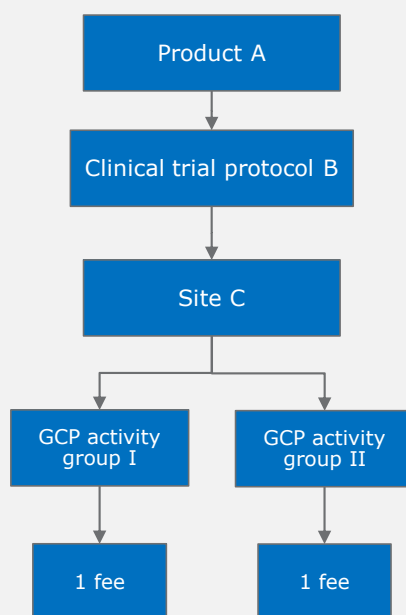 Product A
Clinical trial protocol B
Site C
GCP activity
group I
GCP activity
group II
1 fee
1 fee